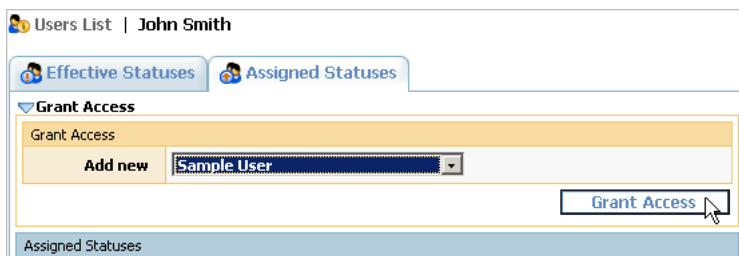 Users List | John Smith
Effective Statuses Assigned Statuses
Grant Access
Grant Access
Add new Sample User
Grant Access
Assigned Statuses